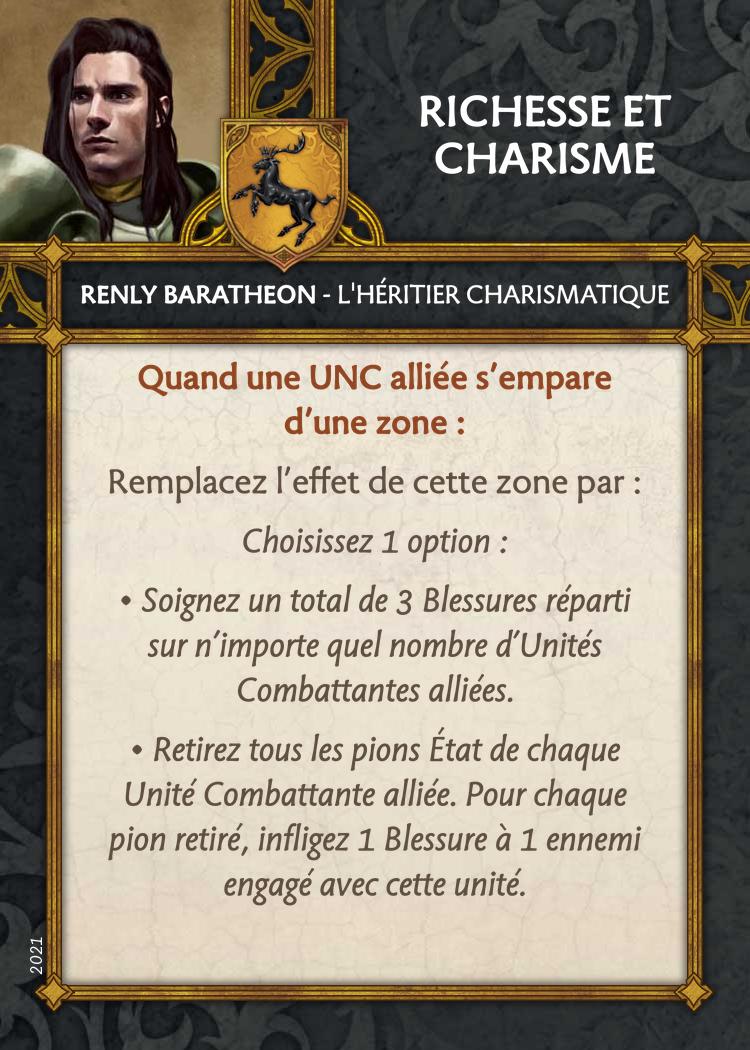 RICHESSE ET
CHARISME
RENLY BARATHEON - L'HÉRITIER CHARISMATIQUE
Quand une UNC alliée s’empare
d’une zone :
Remplacez l’effet de cette zone par :
Choisissez 1 option :
• Soignez un total de 3 Blessures réparti
sur n’importe quel nombre d’Unités
Combattantes alliées.
• Retirez tous les pions État de chaque
Unité Combattante alliée. Pour chaque
pion retiré, infligez 1 Blessure à 1 ennemi
engagé avec cette unité.
2021